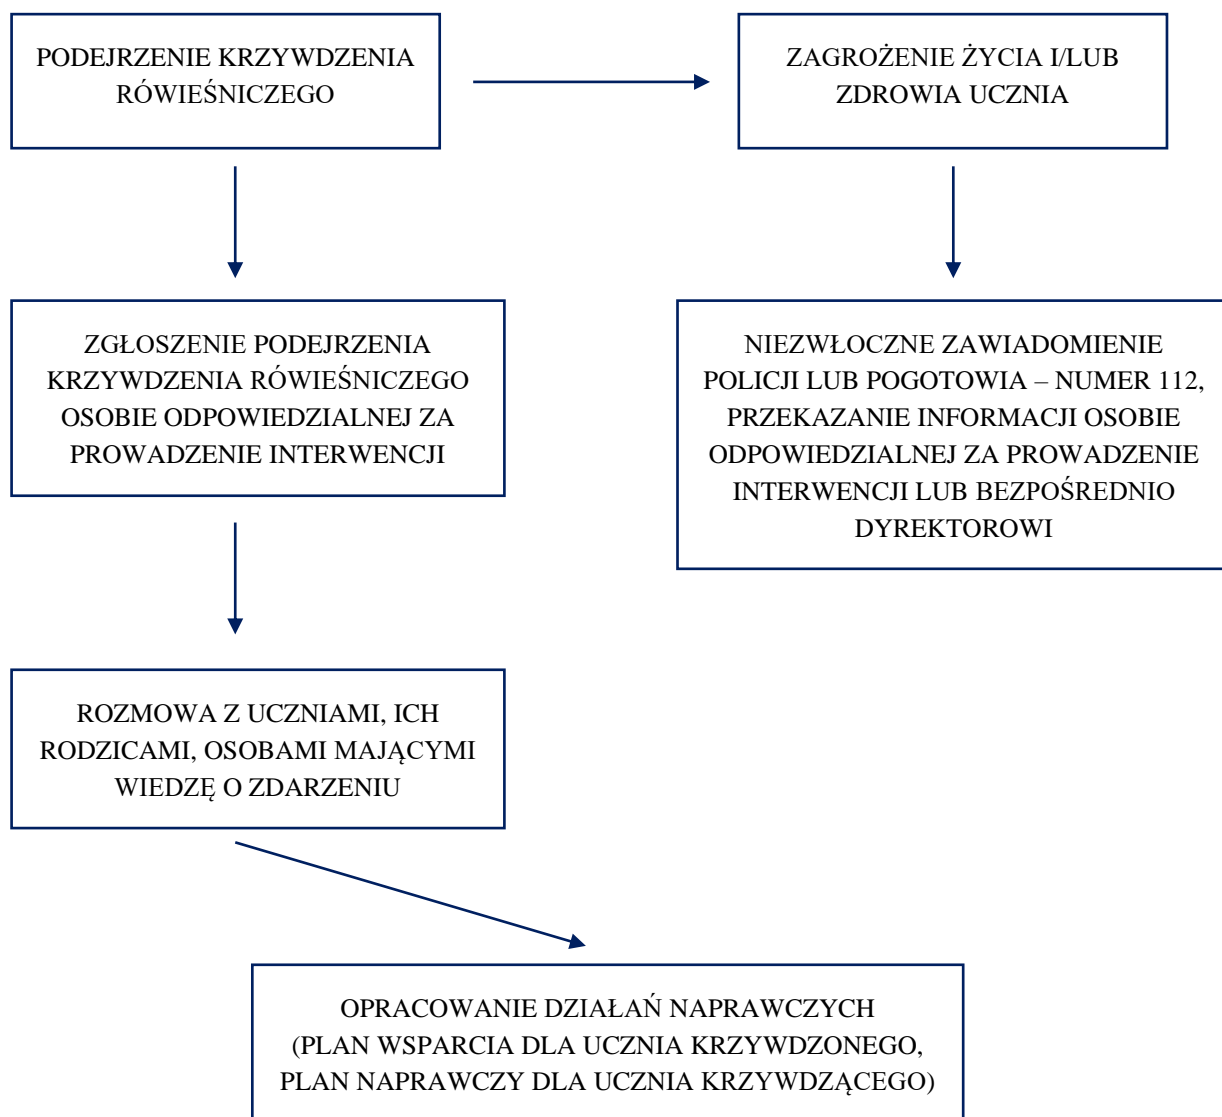 PODEJRZENIE KRZYWDZENIA
RÓWIEŚNICZEGO
ZAGROŻENIE ŻYCIA I/LUB
ZDROWIA UCZNIA
ZGŁOSZENIE PODEJRZENIA
KRZYWDZENIA RÓWIEŚNICZEGO
OSOBIE ODPOWIEDZIALNEJ ZA
PROWADZENIE INTERWENCJI
NIEZWŁOCZNE ZAWIADOMIENIE
POLICJI LUB POGOTOWIA – NUMER 112,
PRZEKAZANIE INFORMACJI OSOBIE
ODPOWIEDZIALNEJ ZA PROWADZENIE
INTERWENCJI LUB BEZPOŚREDNIO
DYREKTOROWI
ROZMOWA Z UCZNIAMI, ICH
RODZICAMI, OSOBAMI MAJĄCYMI
WIEDZĘ O ZDARZENIU
OPRACOWANIE DZIAŁAŃ NAPRAWCZYCH
(PLAN WSPARCIA DLA UCZNIA KRZYWDZONEGO,
PLAN NAPRAWCZY DLA UCZNIA KRZYWDZĄCEGO)